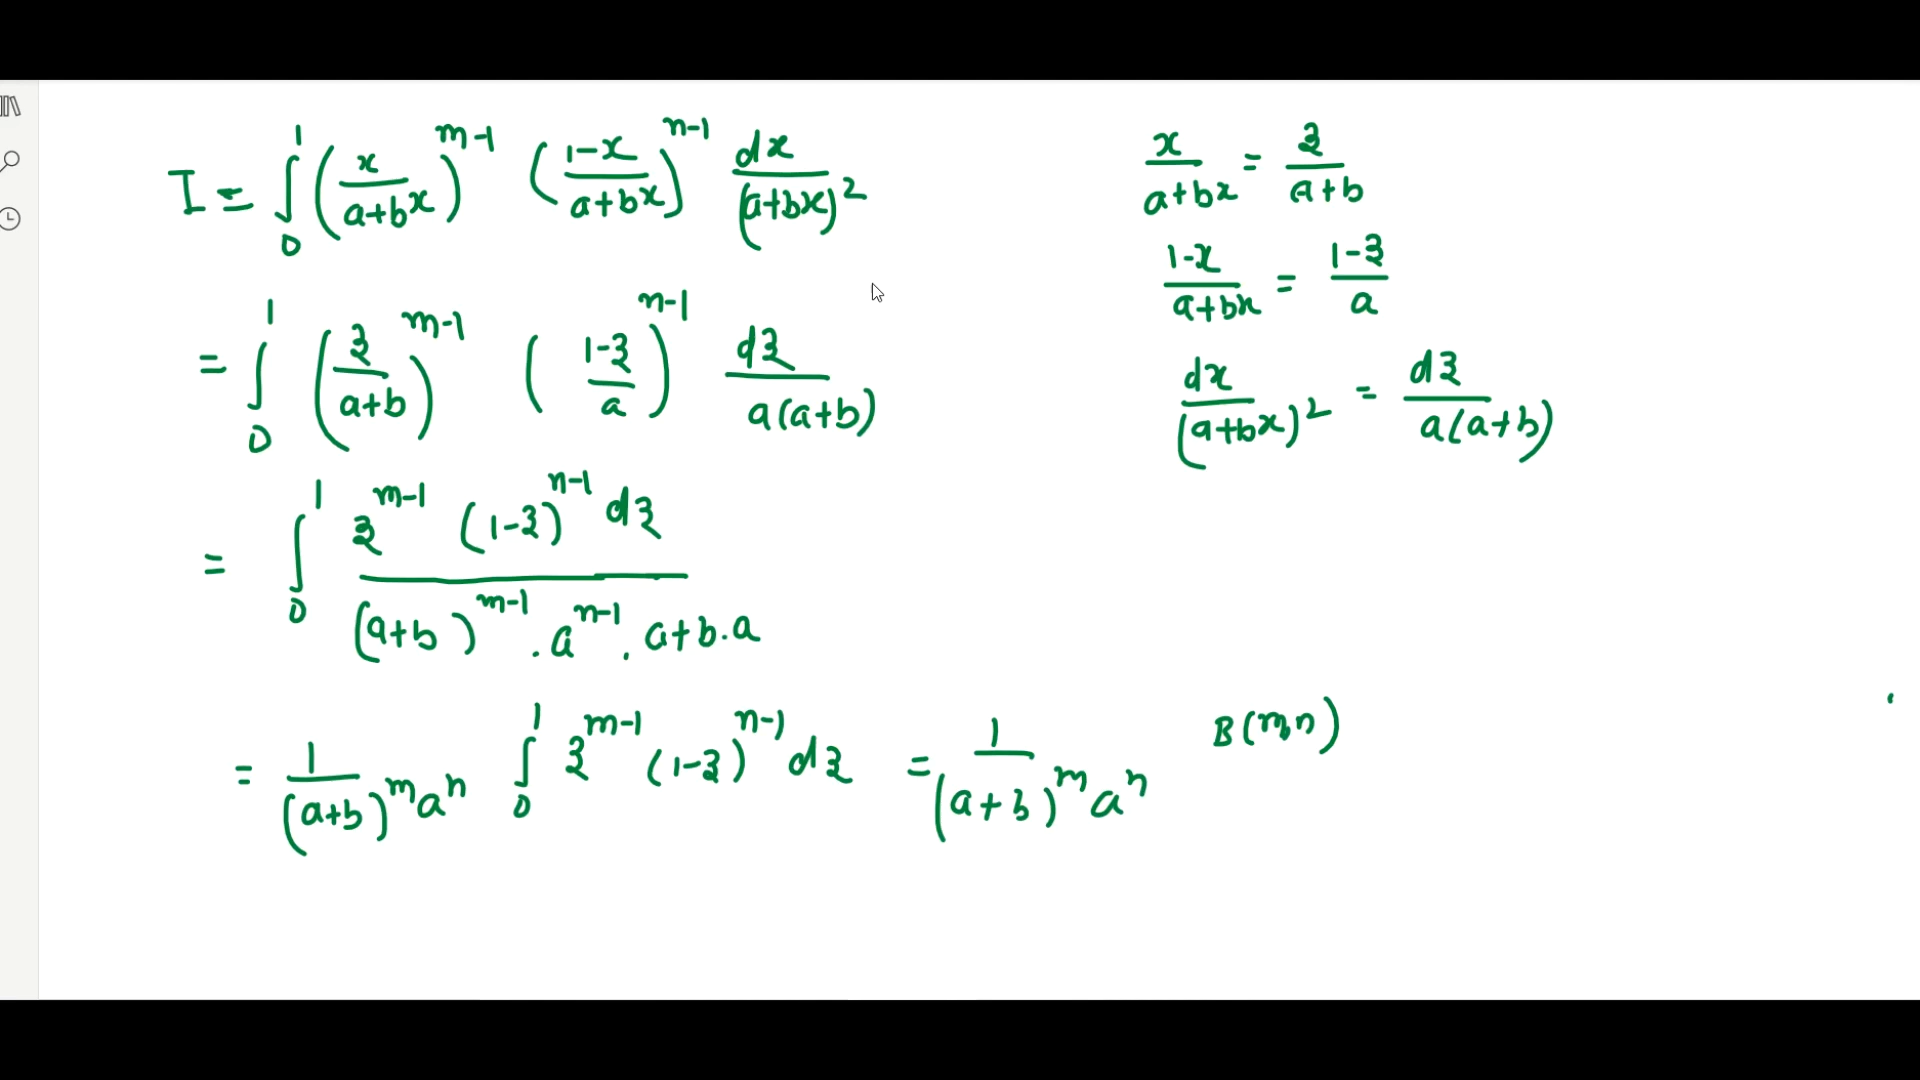 I = ∫₀¹ (x/(a+bx))^(m-1) ((1-x)/(a+bx))^(n-1) dx/(a+bx)²
= ∫₀¹ (z/(a+b))^(m-1) ((1-z)/a)^(n-1) dz/(a(a+b))
= ∫₀¹ z^(m-1) (1-z)^(n-1) dz / ((a+b)^(m-1) . a^(n-1) . a+b.a)
= 1/((a+b)^m a^n) ∫₀¹ z^(m-1) (1-z)^(n-1) dz = 1/((a+b)^m a^n) B(m,n)
x/(a+bx) = z/(a+b)
(1-x)/(a+bx) = (1-z)/a
dx/(a+bx)² = dz/(a(a+b))